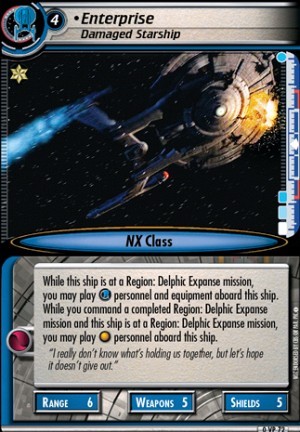 4
•Enterprise
Damaged Starship
NX Class
While this ship is at a Region: Delphic Expanse mission,
you may play personnel and equipment aboard this ship.
While you command a completed Region: Delphic
Expanse mission and this ship is at a Region: Delphic
Expanse mission, you may play personnel aboard this ship.
"I really don't know what's holding us together, but let's hope
it doesn't give out."
RANGE 6
WEAPONS 5
SHIELDS 5
0 VP 73